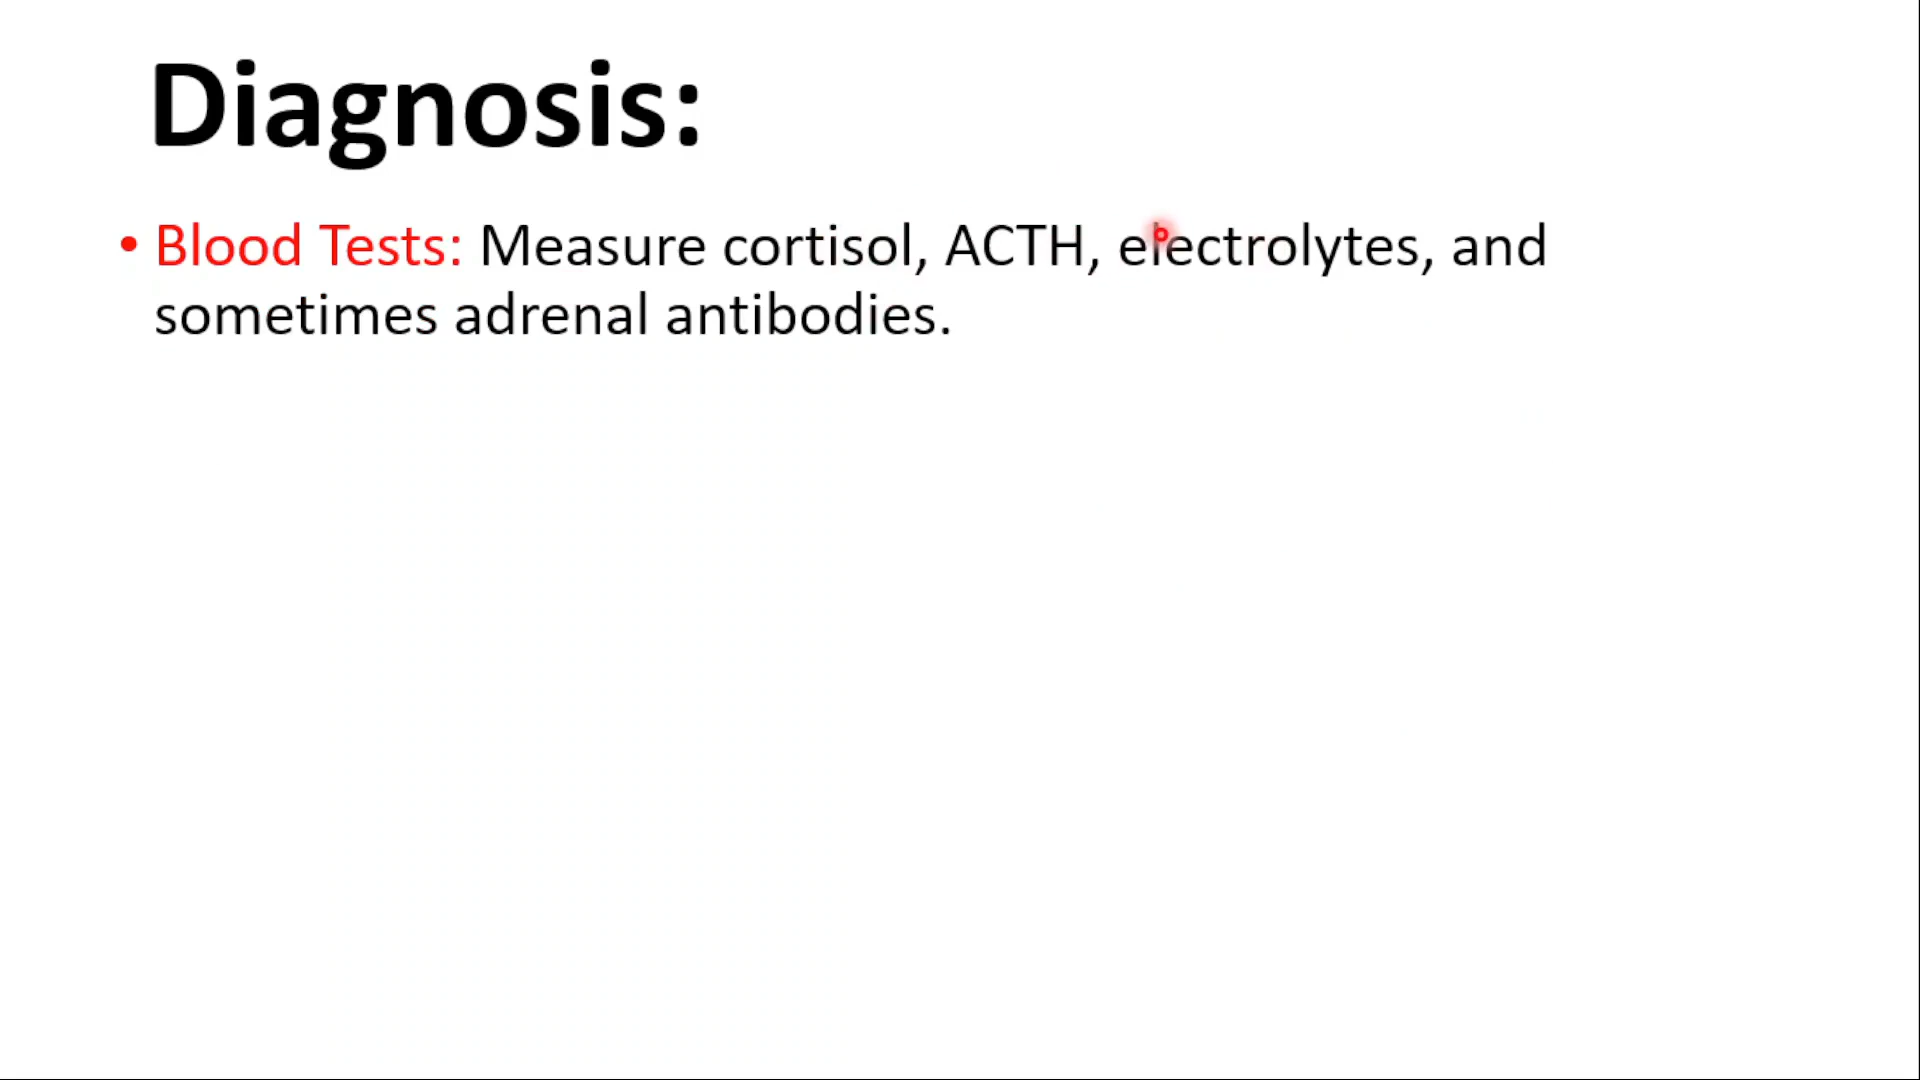 Diagnosis:
• Blood Tests: Measure cortisol, ACTH, electrolytes, and
sometimes adrenal antibodies.